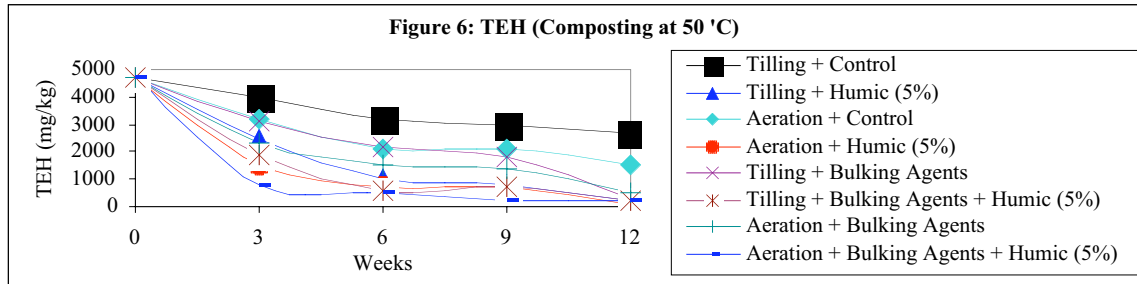 Figure 6: TEH (Composting at 50 'C)
TEH (mg/kg)
5000
4000
3000
2000
1000
0
0 3 6 9 12
Weeks
Tilling + Control
Tilling + Humic (5%)
Aeration + Control
Aeration + Humic (5%)
Tilling + Bulking Agents
Tilling + Bulking Agents + Humic (5%)
Aeration + Bulking Agents
Aeration + Bulking Agents + Humic (5%)